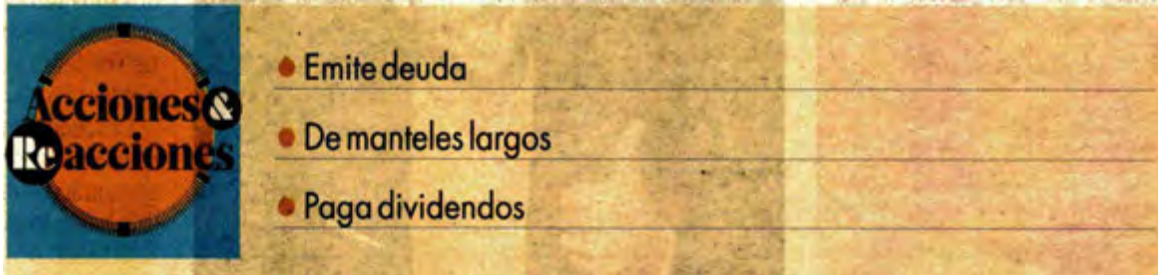 Acciones&
Reacciones
Emite deuda
De manteles largos
Paga dividendos